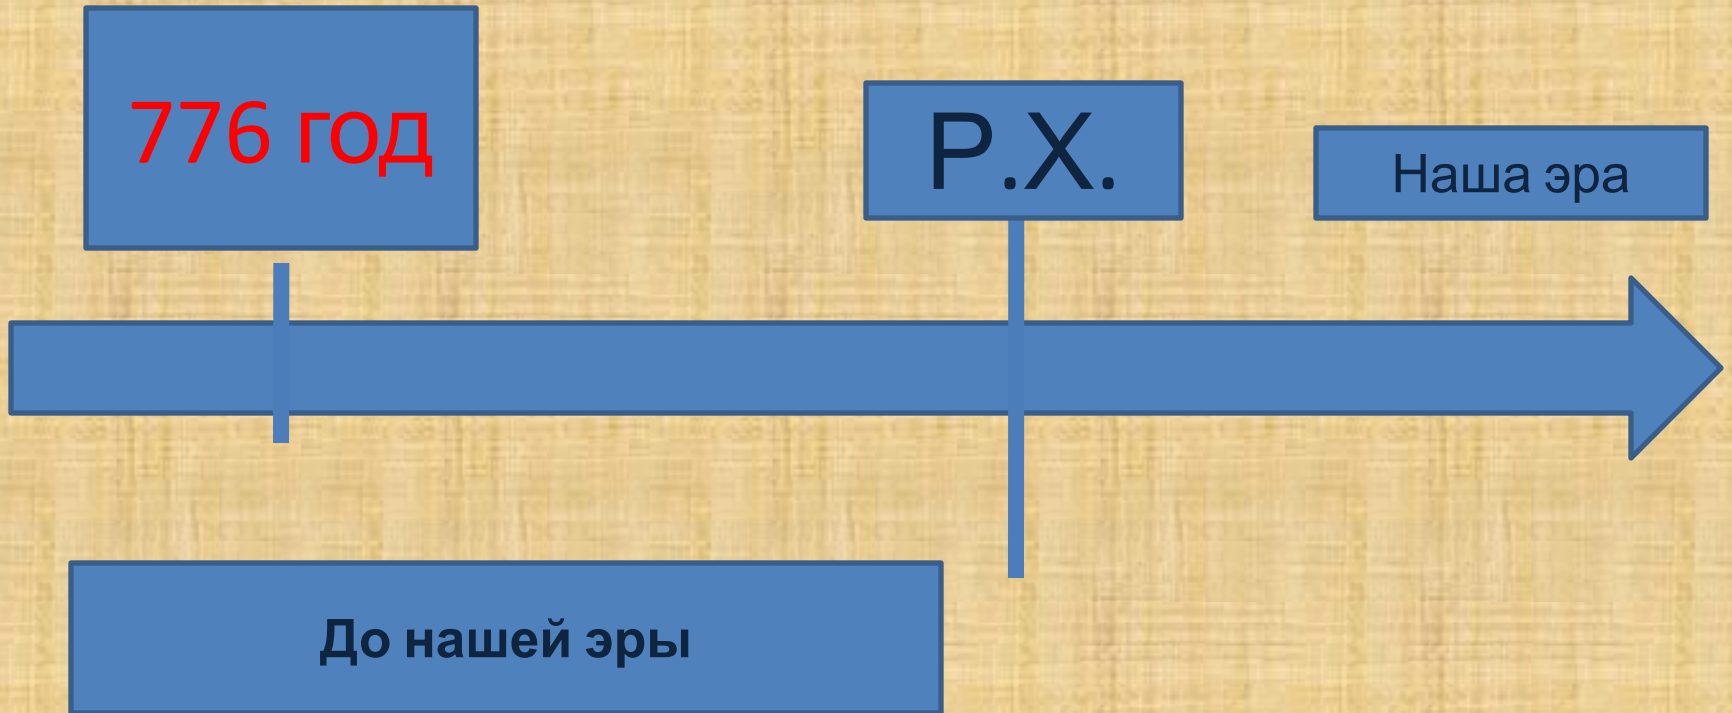 776 год
Р.Х.
Наша эра
До нашей эры